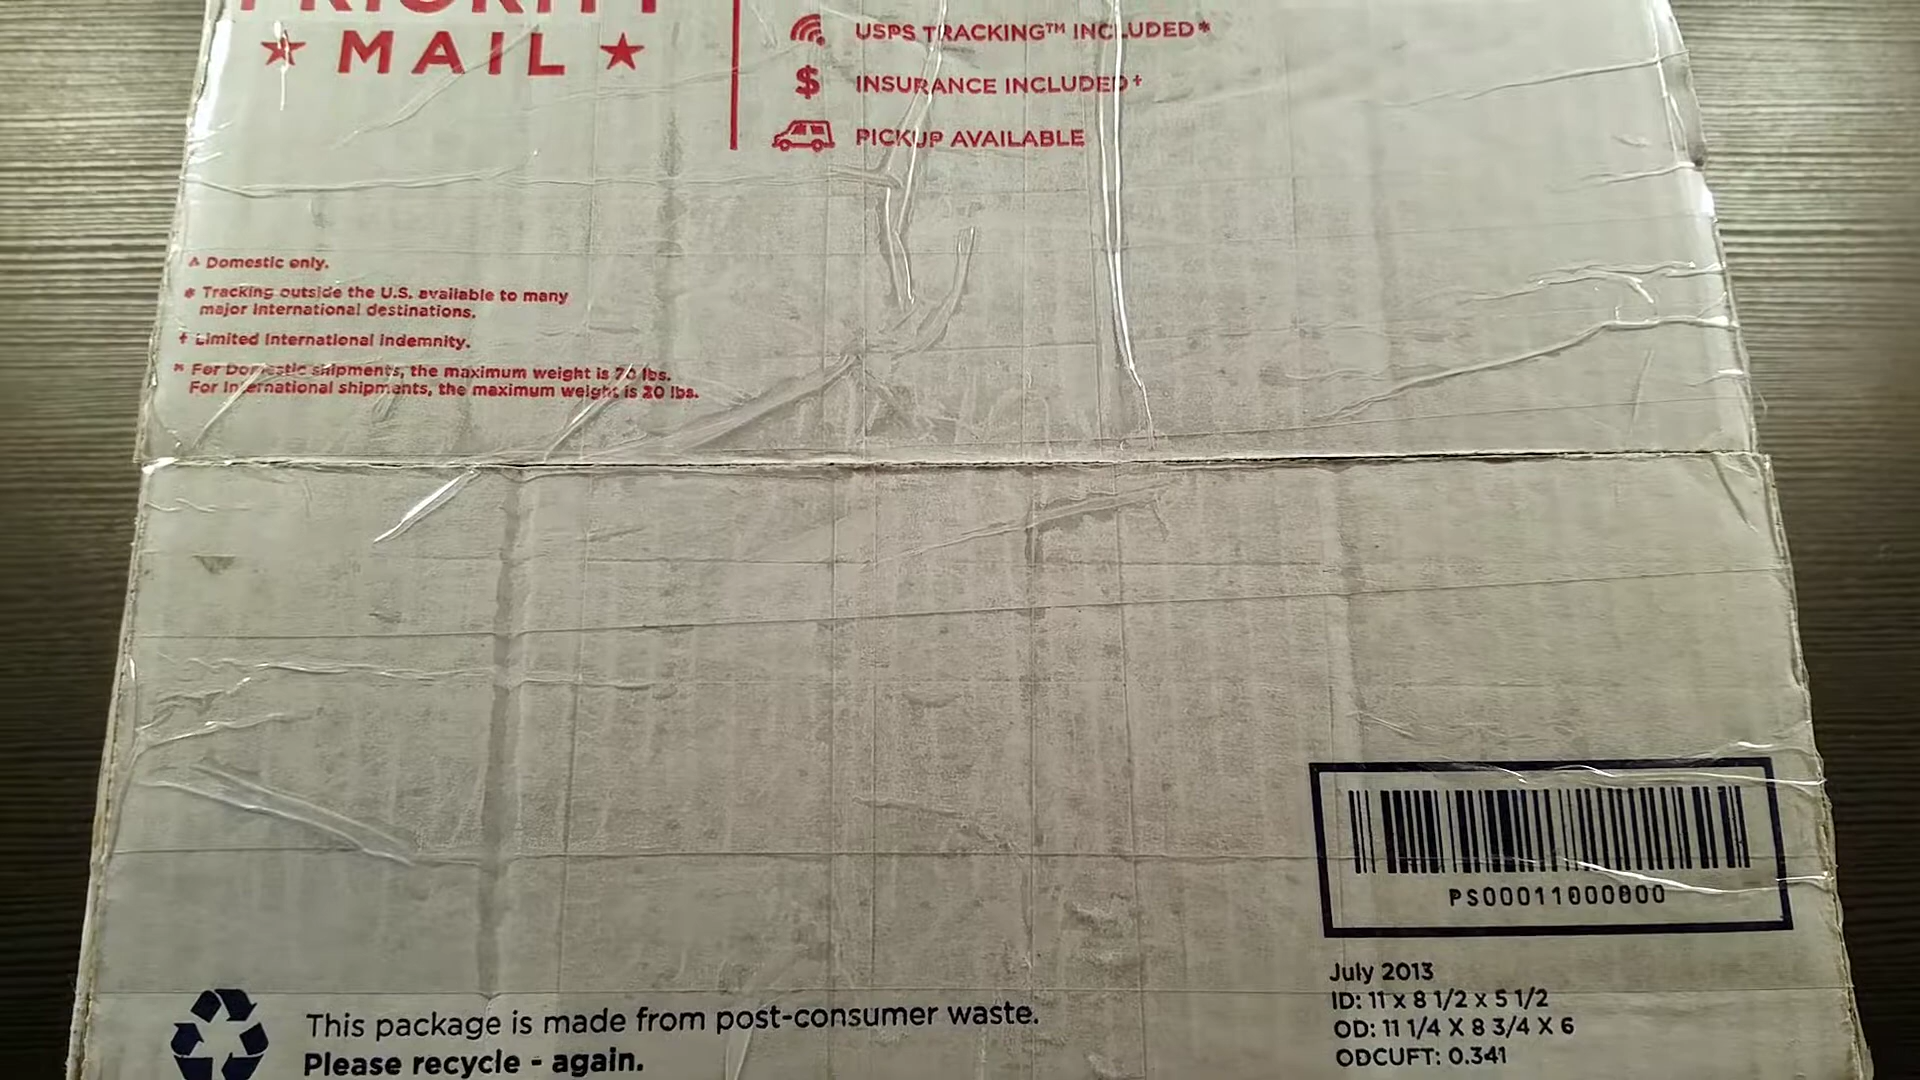 PRIORITY
★ MAIL ★
USPS TRACKING™ INCLUDED*
$ INSURANCE INCLUDED†
PICKUP AVAILABLE
Domestic only.
* Tracking outside the U.S. available to many
major International destinations.
† Limited International indemnity.
For Domestic shipments, the maximum weight is 70 lbs.
For International shipments, the maximum weight is 20 lbs.
PS00011000000
July 2013
ID: 11 x 8 1/2 x 5 1/2
OD: 11 1/4 X 8 3/4 X 6
ODCUFT: 0.341
This package is made from post-consumer waste.
Please recycle - again.